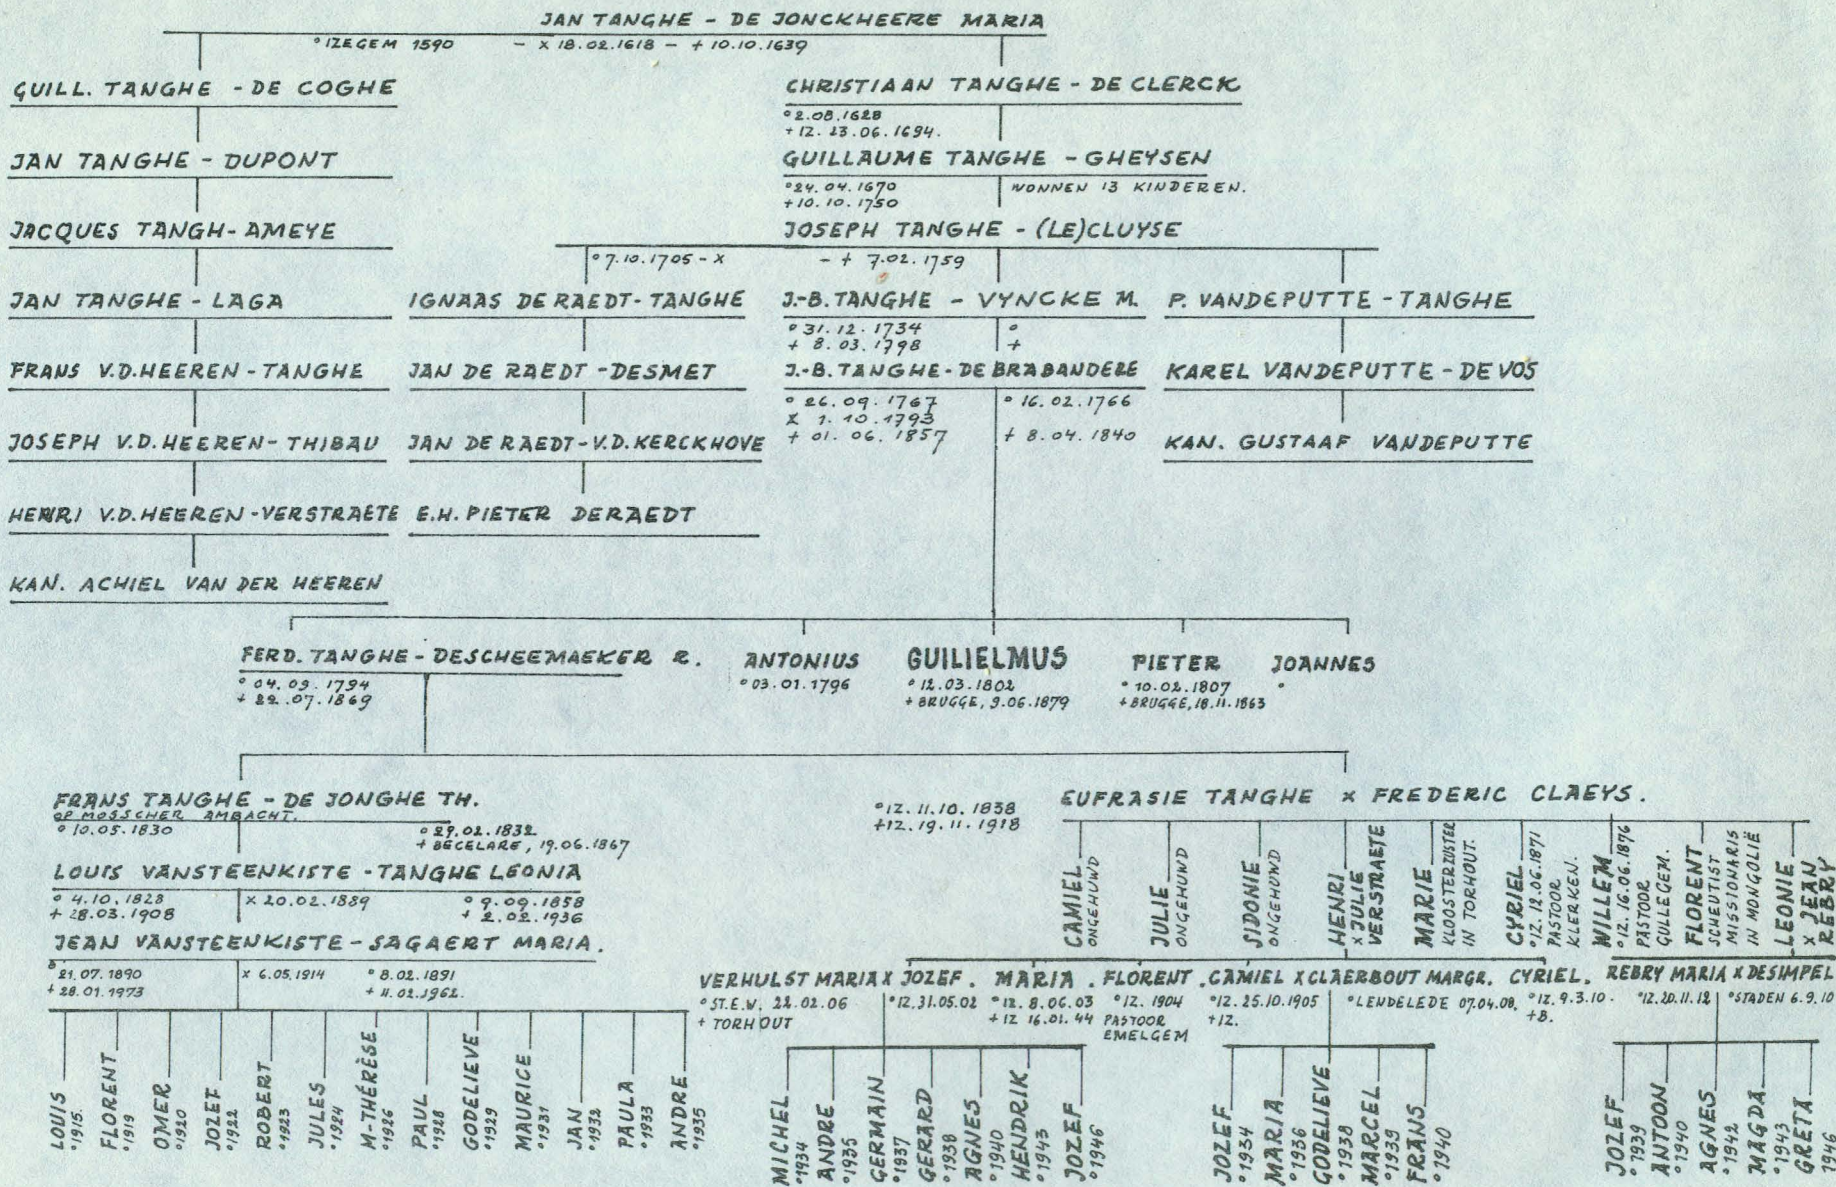 JAN TANGHE - DE JONCKHEERE MARIA
° IZEGEM 1590 - X 18.02.1618 - + 10.10.1639
GUILL. TANGHE - DE COGHE
CHRISTIAAN TANGHE - DE CLERCK
° 2.08.1628
+ IZ. 23.06.1694.
JAN TANGHE - DUPONT
GUILLAUME TANGHE - GHEYSEN
° 24.04.1670
+ 10.10.1750
WONNEN 13 KINDEREN.
JACQUES TANGH - AMEYE
JOSEPH TANGHE - (LE)CLUYSE
° 7.10.1705 - X - + 7.02.1759
JAN TANGHE - LAGA
IGNAAS DE RAEDT - TANGHE
J.-B. TANGHE - VYNCKE M.
P. VANDEPUTTE - TANGHE
° 31.12.1734 °
+ 8.03.1798 +
FRANS V.D.HEEREN - TANGHE
JAN DE RAEDT - DESMET
J.-B. TANGHE - DE BRABANDERE
KAREL VANDEPUTTE - DE VOS
° 26.09.1767 ° 16.02.1766
X 1.10.1793
+ 01.06.1857 + 8.04.1840
JOSEPH V.D.HEEREN - THIBAU
JAN DE RAEDT - V.D.KERCKHOVE
KAN. GUSTAAF VANDEPUTTE
HENRI V.D.HEEREN - VERSTRAETE
E.H. PIETER DERAEDT
KAN. ACHIEL VAN DER HEEREN
FERD. TANGHE - DESCHEEMAEKER R.
° 04.09.1794
+ 22.07.1869
ANTONIUS
° 03.01.1796
GUILIELMUS
° 12.03.1802
+ BRUGGE, 9.06.1879
PIETER
° 10.02.1807
+ BRUGGE, 18.11.1863
JOANNES
°
FRANS TANGHE - DE JONGHE TH.
OP MOSSCHER AMBACHT.
° 10.05.1830
° 29.02.1832
+ BECELARE, 19.06.1867
° IZ. 11.10.1838
+ IZ. 19.11.1918
EUFRASIE TANGHE X FREDERIC CLAEYS.
LOUIS VANSTEENKISTE - TANGHE LEONIA
° 4.10.1828 X 20.02.1889 ° 9.09.1858
+ 28.03.1908 + 2.02.1936
JEAN VANSTEENKISTE - SAGAERT MARIA.
° 21.07.1890 X 6.05.1914 ° 8.02.1891
+ 28.01.1973 + 11.02.1962.
CAMIEL
ONGEHUWD
JULIE
ONGEHUWD
SIDONIE
ONGEHUWD
HENRI
X JULIE
VERSTRAETE
MARIE
KLOOSTERZUSTER
IN TORHOUT.
CYRIEL
° IZ. 12.06.1871
PASTOOR
KLERKEN.
WILLEM
° IZ. 16.06.1876
PASTOOR
GULLEGEM.
FLORENT
SCHEUTIST
MISSIONARIS
IN MONGOLIË
LEONIE
X JEAN
REBRY
VERHULST MARIA X JOZEF. MARIA. FLORENT. CAMIEL X CLAERBOUT MARGR. CYRIEL. REBRY MARIA X DESIMPEL
° ST.E.W. 22.02.06
+ TORHOUT
° IZ. 31.05.02
° IZ. 8.06.03
+ IZ 16.01.44
° IZ. 1904
PASTOOR
EMELGEM
° IZ. 25.10.1905
+ IZ.
° LENDELEDE 07.04.08.
° IZ. 9.3.10.
+ B.
° IZ. 20.11.12
° STADEN 6.9.10
LOUIS
° 1915.
FLORENT
° 1919
OMER
° 1920
JOZEF
° 1922
ROBERT
° 1923
JULES
° 1924
M-THÉRÈSE
° 1926
PAUL
° 1928
GODELIEVE
° 1929
MAURICE
° 1931
JAN
° 1932
PAULA
° 1933
ANDRE
° 1935
MICHEL
° 1934
ANDRE
° 1935
GERMAIN
° 1937
GERARD
° 1938
AGNES
° 1940
HENDRIK
° 1943
JOZEF
° 1946
JOZEF
° 1934
MARIA
° 1936
GODELIEVE
° 1938
MARCEL
° 1939
FRANS
° 1940
JOZEF
° 1939
ANTOON
° 1940
AGNES
° 1942
MAGDA
° 1943
GRETA
1946